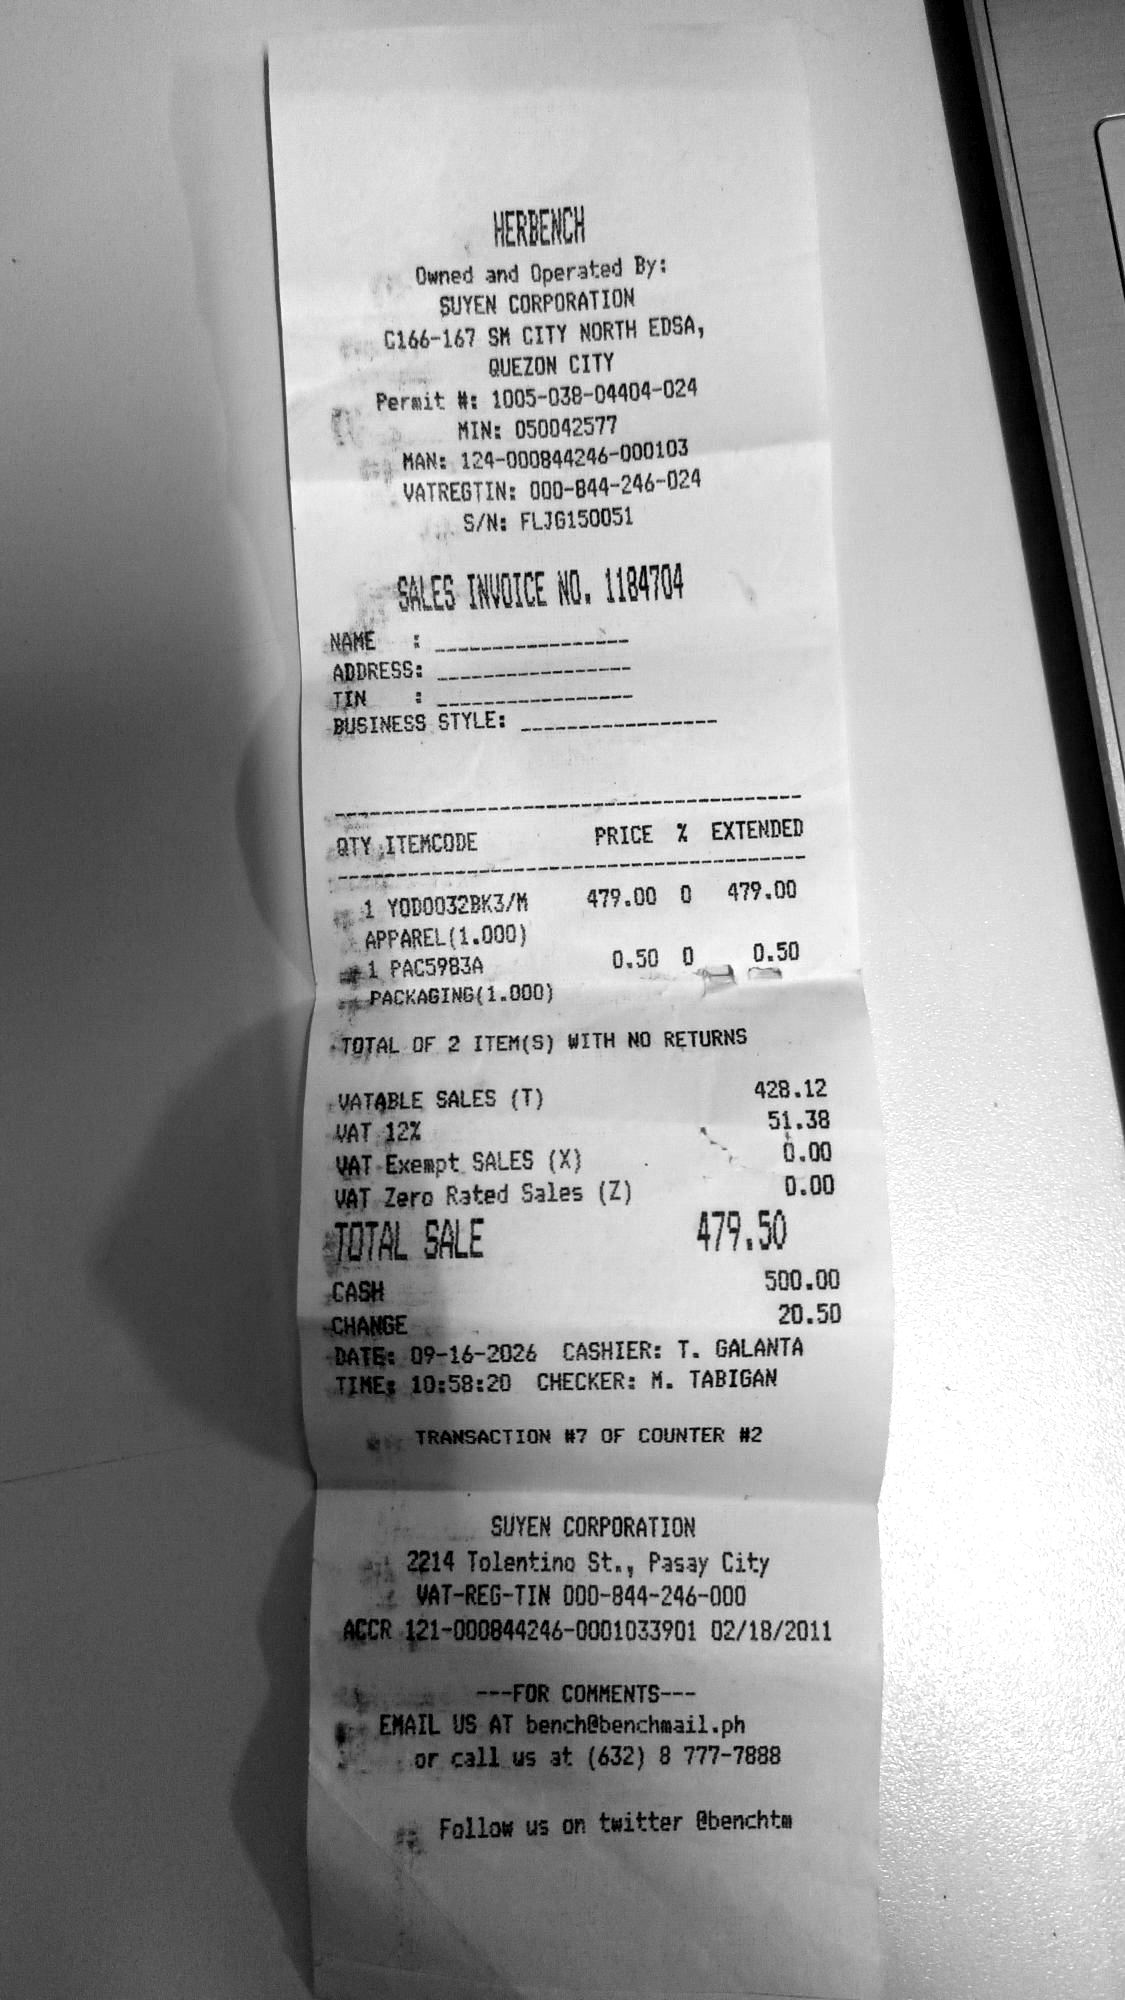 HERBENCH
Owned and Operated By:
SUYEN CORPORATION
C166-167 SM CITY NORTH EDSA,
QUEZON CITY
Permit #: 1005-038-04404-024
MIN: 050042577
MAN: 124-000844246-000103
VATREGTIN: 000-844-246-024
S/N: FLJG150051
SALES INVOICE NO. 1184704
NAME : ________________
ADDRESS: ________________
TIN : ________________
BUSINESS STYLE: ________________
--------------------------------------
QTY ITEMCODE PRICE % EXTENDED
--------------------------------------
1 YOD0032BK3/M 479.00 0 479.00
APPAREL(1.000)
1 PAC5983A 0.50 0 0.50
PACKAGING(1.000)
TOTAL OF 2 ITEM(S) WITH NO RETURNS
VATABLE SALES (T) 428.12
VAT 12% 51.38
VAT Exempt SALES (X) 0.00
VAT Zero Rated Sales (Z) 0.00
TOTAL SALE 479.50
CASH 500.00
CHANGE 20.50
DATE: 09-16-2026 CASHIER: T. GALANTA
TIME: 10:58:20 CHECKER: M. TABIGAN
TRANSACTION #7 OF COUNTER #2
SUYEN CORPORATION
2214 Tolentino St., Pasay City
VAT-REG-TIN 000-844-246-000
ACCR 121-000844246-0001033901 02/18/2011
---FOR COMMENTS---
EMAIL US AT bench@benchmail.ph
or call us at (632) 8 777-7888
Follow us on twitter @benchtm